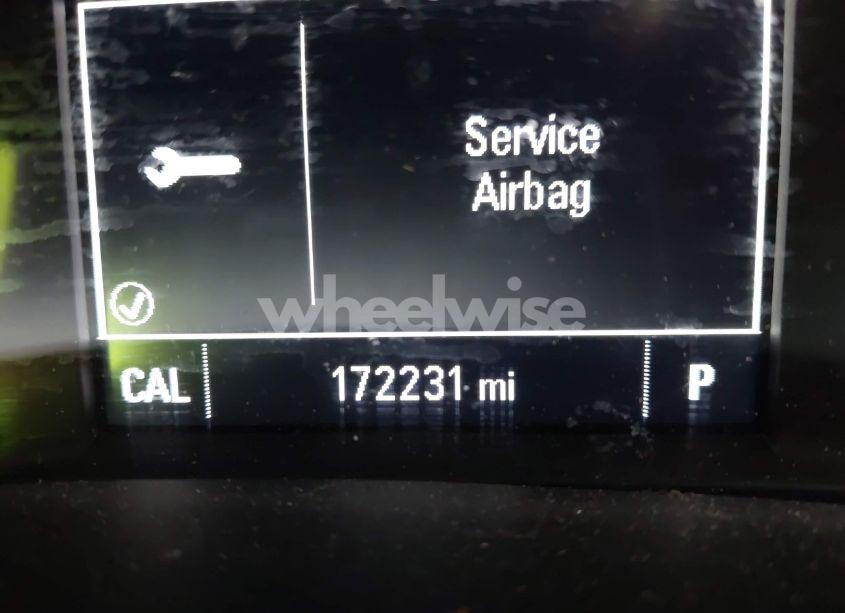 Service
Airbag
wheelwise
CAL 172231 mi P